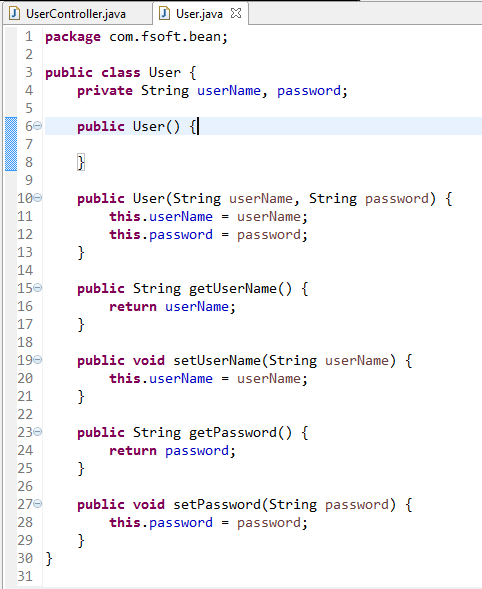 UserController.java User.java
1 package com.fsoft.bean;
2
3 public class User {
4     private String userName, password;
5
6     public User() {
7
8     }
9
10     public User(String userName, String password) {
11         this.userName = userName;
12         this.password = password;
13     }
14
15     public String getUserName() {
16         return userName;
17     }
18
19     public void setUserName(String userName) {
20         this.userName = userName;
21     }
22
23     public String getPassword() {
24         return password;
25     }
26
27     public void setPassword(String password) {
28         this.password = password;
29     }
30 }
31